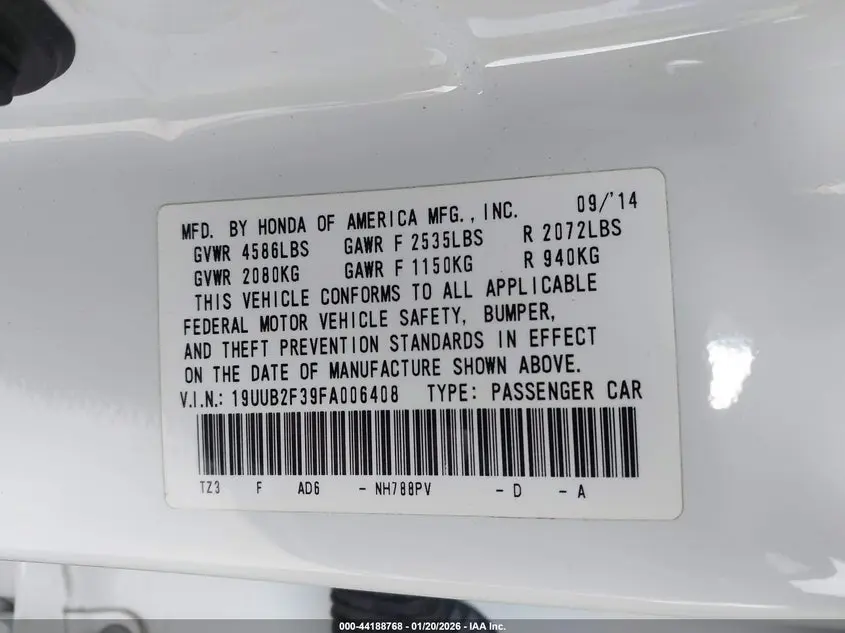 MFD. BY HONDA OF AMERICA MFG., INC. 09/'14
GVWR 4586LBS GAWR F 2535LBS R 2072LBS
GVWR 2080KG GAWR F 1150KG R 940KG
THIS VEHICLE CONFORMS TO ALL APPLICABLE
FEDERAL MOTOR VEHICLE SAFETY, BUMPER,
AND THEFT PREVENTION STANDARDS IN EFFECT
ON THE DATE OF MANUFACTURE SHOWN ABOVE.
V.I.N.: 19UUB2F39FA006408 TYPE: PASSENGER CAR
TZ3 F AD6 - NH788PV - D - A
000-44188768 - 01/20/2026 - IAA Inc.